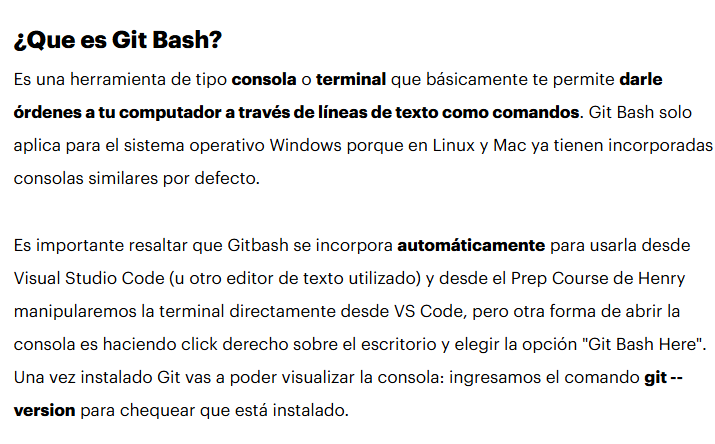 ¿Que es Git Bash?
Es una herramienta de tipo consola o terminal que básicamente te permite darle
órdenes a tu computador a través de líneas de texto como comandos. Git Bash solo
aplica para el sistema operativo Windows porque en Linux y Mac ya tienen incorporadas
consolas similares por defecto.
Es importante resaltar que Gitbash se incorpora automáticamente para usarla desde
Visual Studio Code (u otro editor de texto utilizado) y desde el Prep Course de Henry
manipularemos la terminal directamente desde VS Code, pero otra forma de abrir la
consola es haciendo click derecho sobre el escritorio y elegir la opción "Git Bash Here".
Una vez instalado Git vas a poder visualizar la consola: ingresamos el comando git --
version para chequear que está instalado.